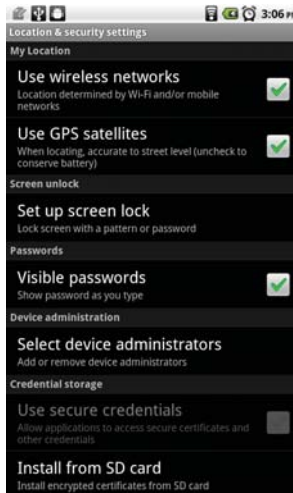 3:06 PM
Location & security settings
My Location
Use wireless networks
Location determined by Wi-Fi and/or mobile
networks
Use GPS satellites
When locating, accurate to street level (uncheck to
conserve battery)
Screen unlock
Set up screen lock
Lock screen with a pattern or password
Passwords
Visible passwords
Show password as you type
Device administration
Select device administrators
Add or remove device administrators
Credential storage
Use secure credentials
Allow applications to access secure certificates and
other credentials
Install from SD card
Install encrypted certificates from SD card